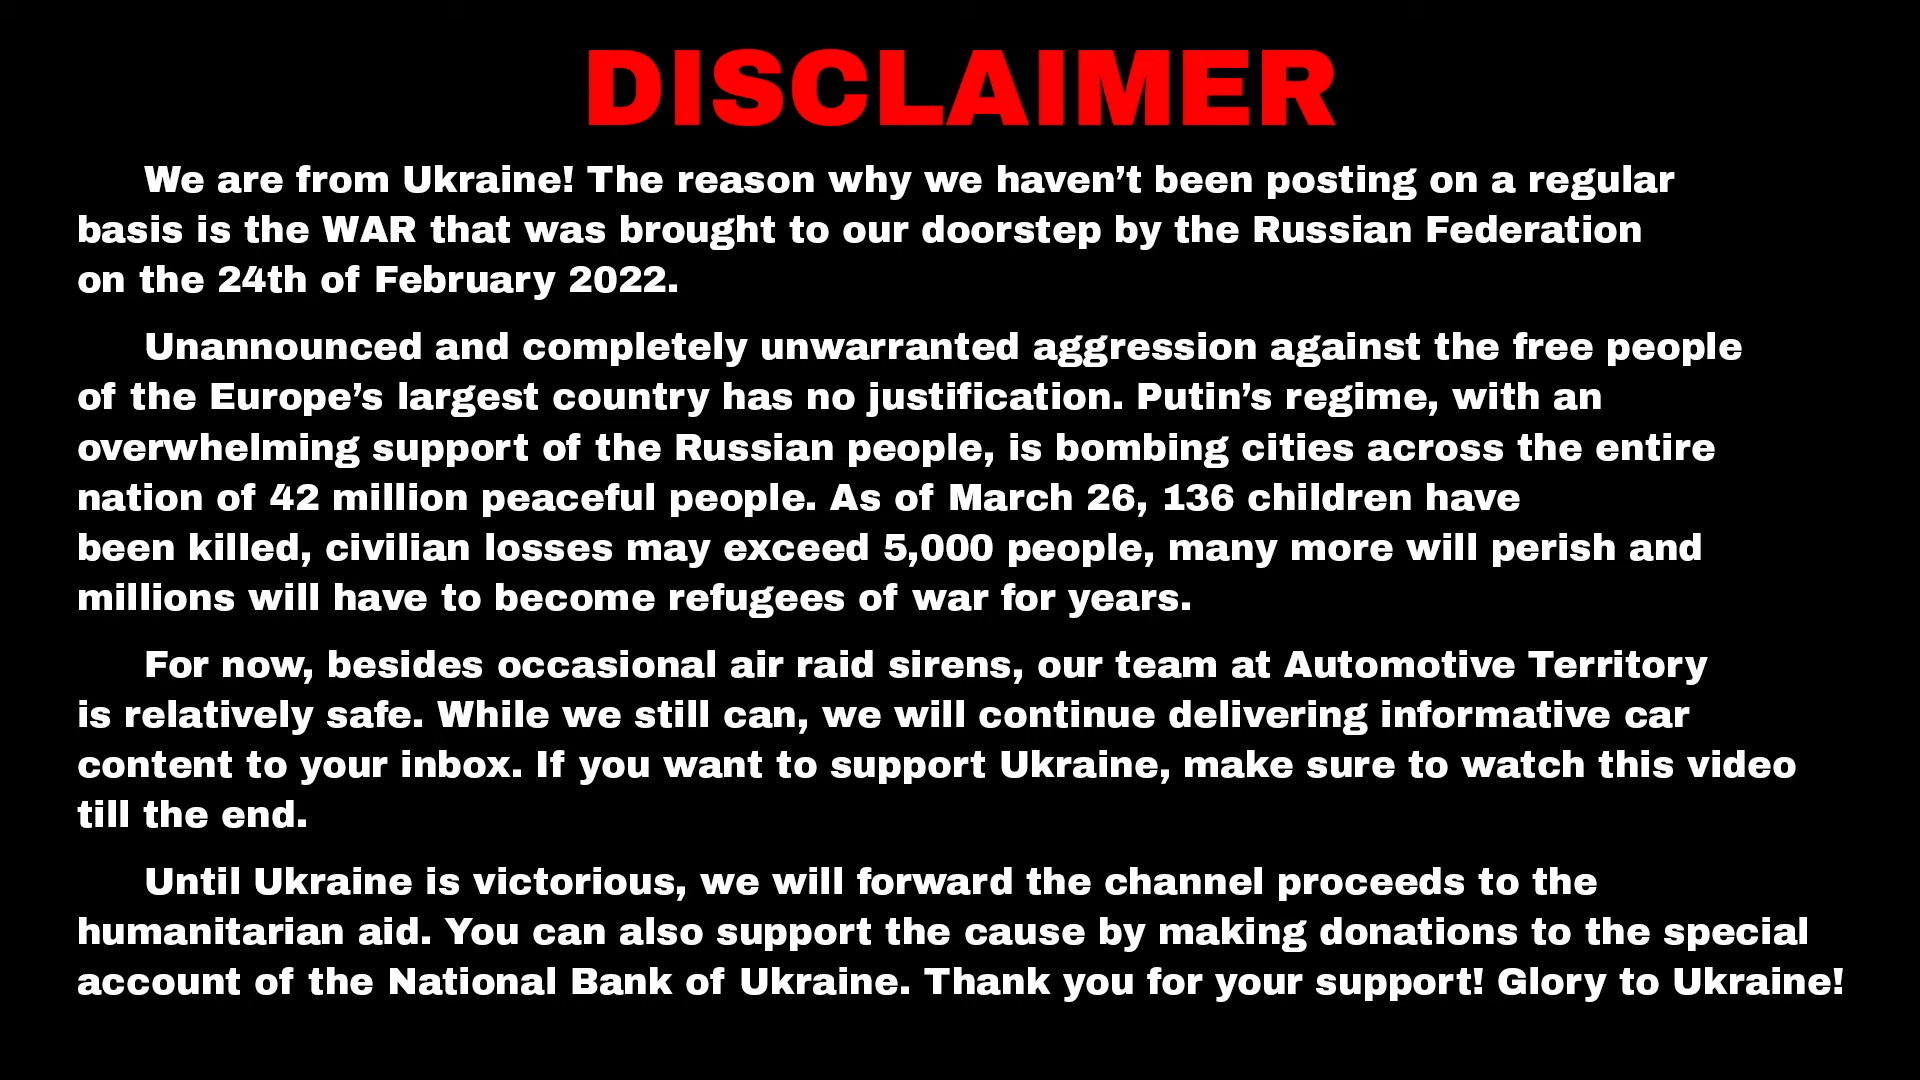 DISCLAIMER
We are from Ukraine! The reason why we haven’t been posting on a regular
basis is the WAR that was brought to our doorstep by the Russian Federation
on the 24th of February 2022.
Unannounced and completely unwarranted aggression against the free people
of the Europe’s largest country has no justification. Putin’s regime, with an
overwhelming support of the Russian people, is bombing cities across the entire
nation of 42 million peaceful people. As of March 26, 136 children have
been killed, civilian losses may exceed 5,000 people, many more will perish and
millions will have to become refugees of war for years.
For now, besides occasional air raid sirens, our team at Automotive Territory
is relatively safe. While we still can, we will continue delivering informative car
content to your inbox. If you want to support Ukraine, make sure to watch this video
till the end.
Until Ukraine is victorious, we will forward the channel proceeds to the
humanitarian aid. You can also support the cause by making donations to the special
account of the National Bank of Ukraine. Thank you for your support! Glory to Ukraine!